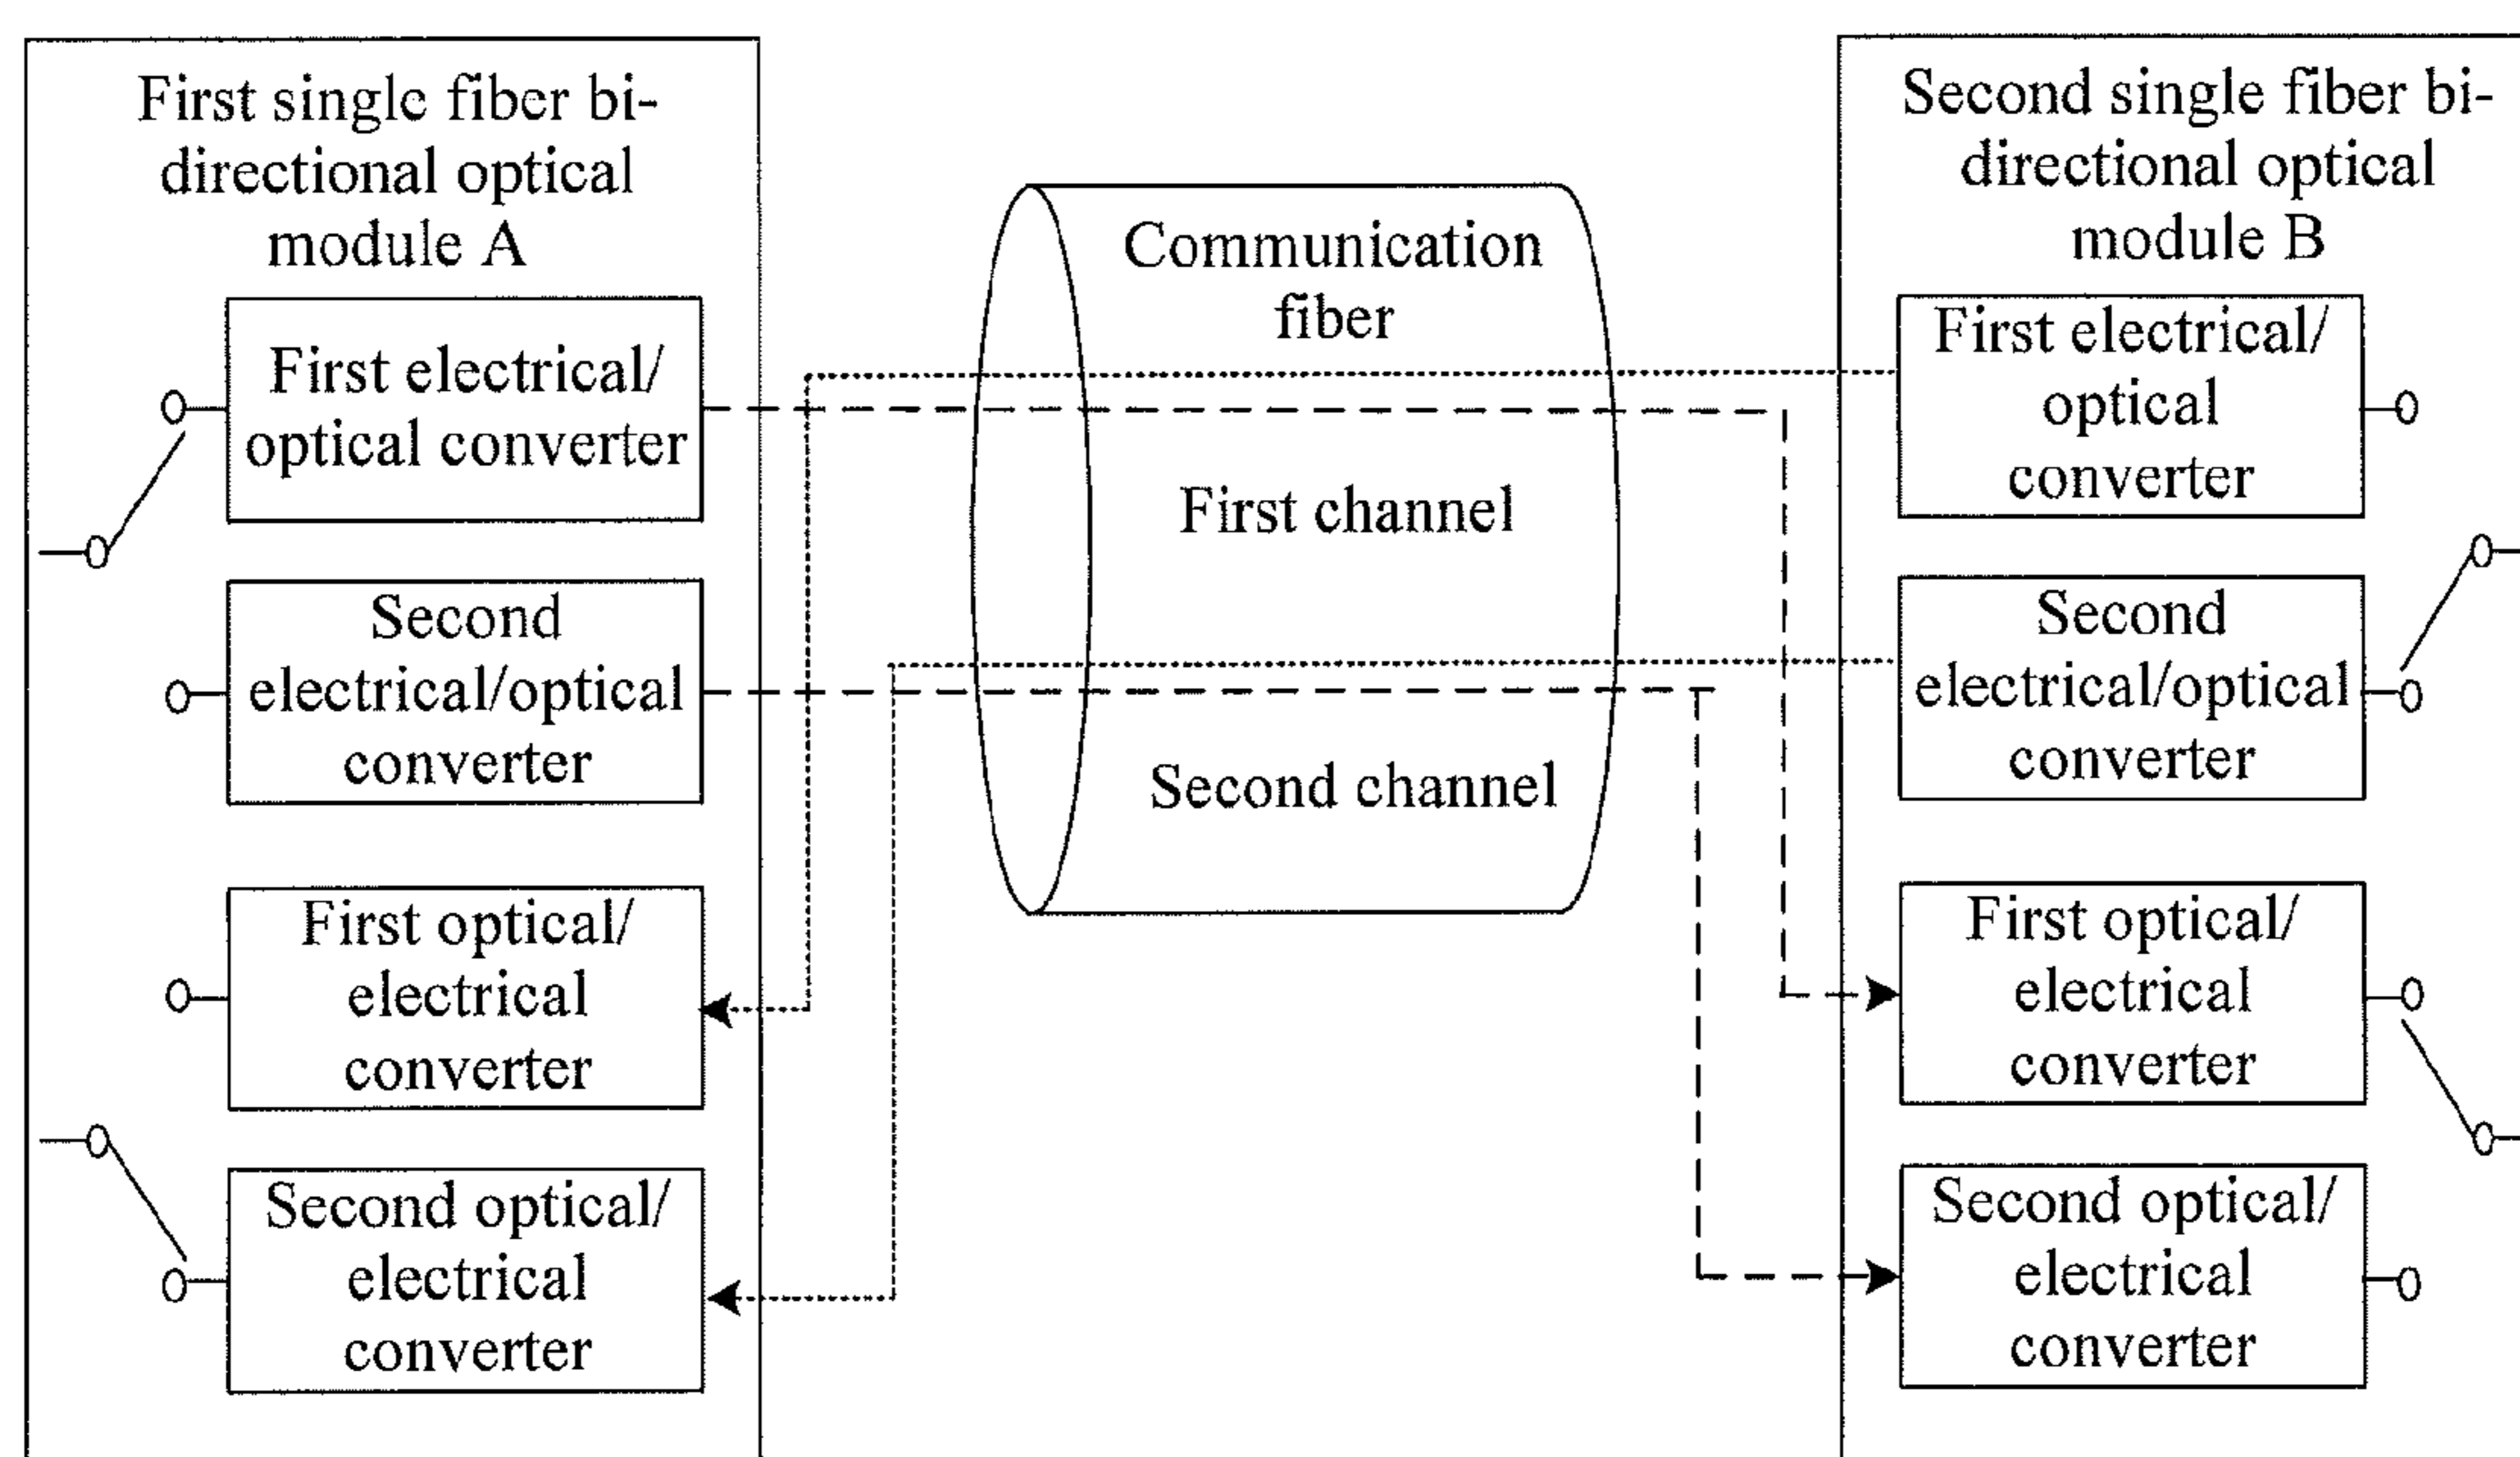 First single fiber bi-
directional optical
module A
First electrical/
optical converter
Second
electrical/optical
converter
First optical/
electrical
converter
Second optical/
electrical
converter
Communication
fiber
First channel
Second channel
Second single fiber bi-
directional optical
module B
First electrical/
optical
converter
Second
electrical/optical
converter
First optical/
electrical
converter
Second optical/
electrical
converter